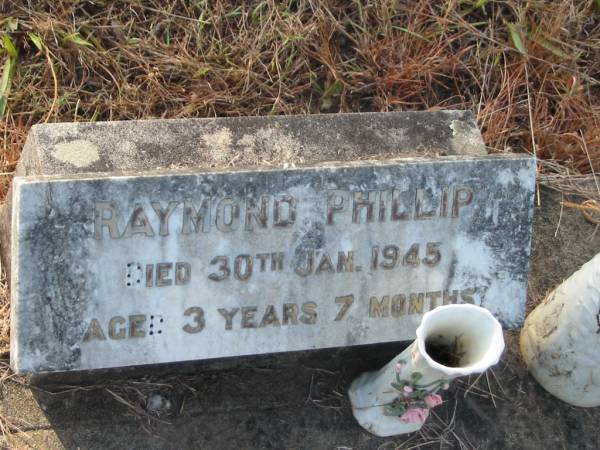 RAYMOND PHILLIP
DIED 30TH JAN. 1945
AGED 3 YEARS 7 MONTHS